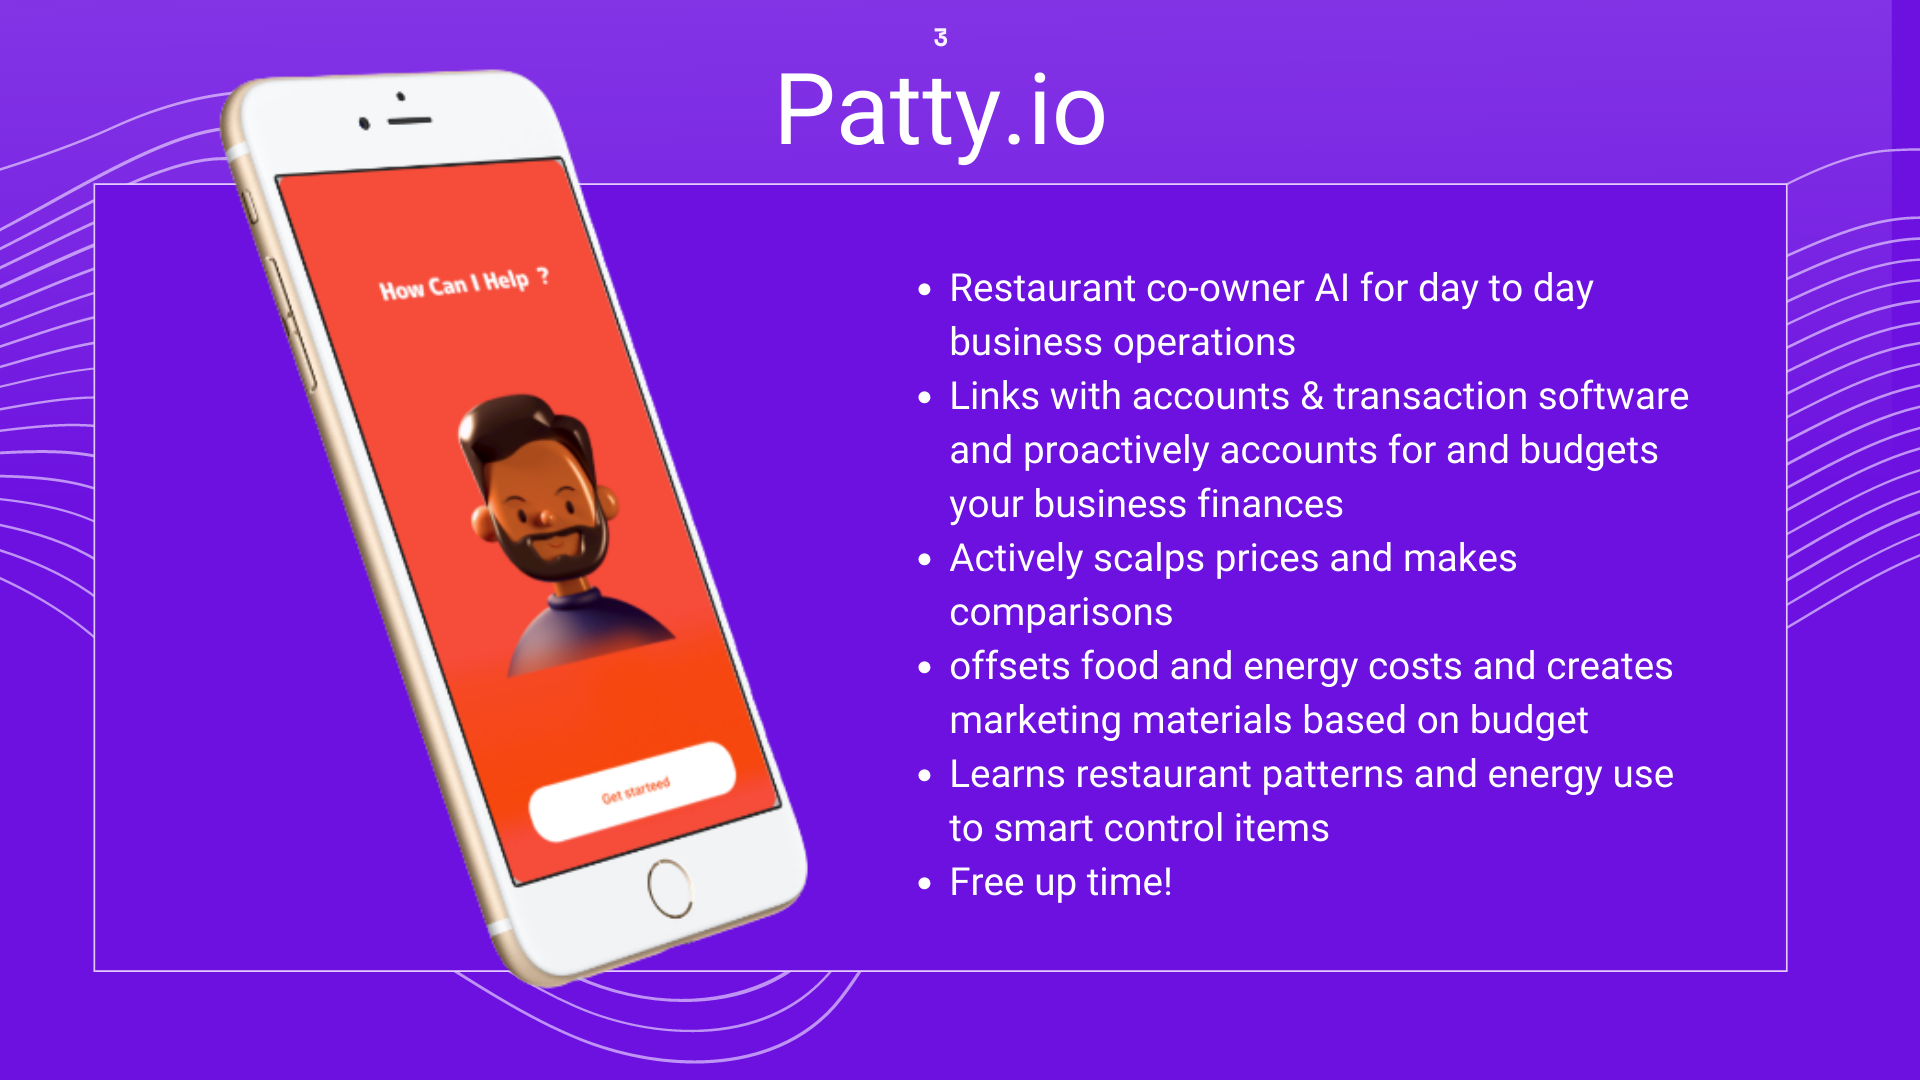 3
Patty.io
How Can I Help ?
Get starteed
• Restaurant co-owner AI for day to day
business operations
• Links with accounts & transaction software
and proactively accounts for and budgets
your business finances
• Actively scalps prices and makes
comparisons
• offsets food and energy costs and creates
marketing materials based on budget
• Learns restaurant patterns and energy use
to smart control items
• Free up time!